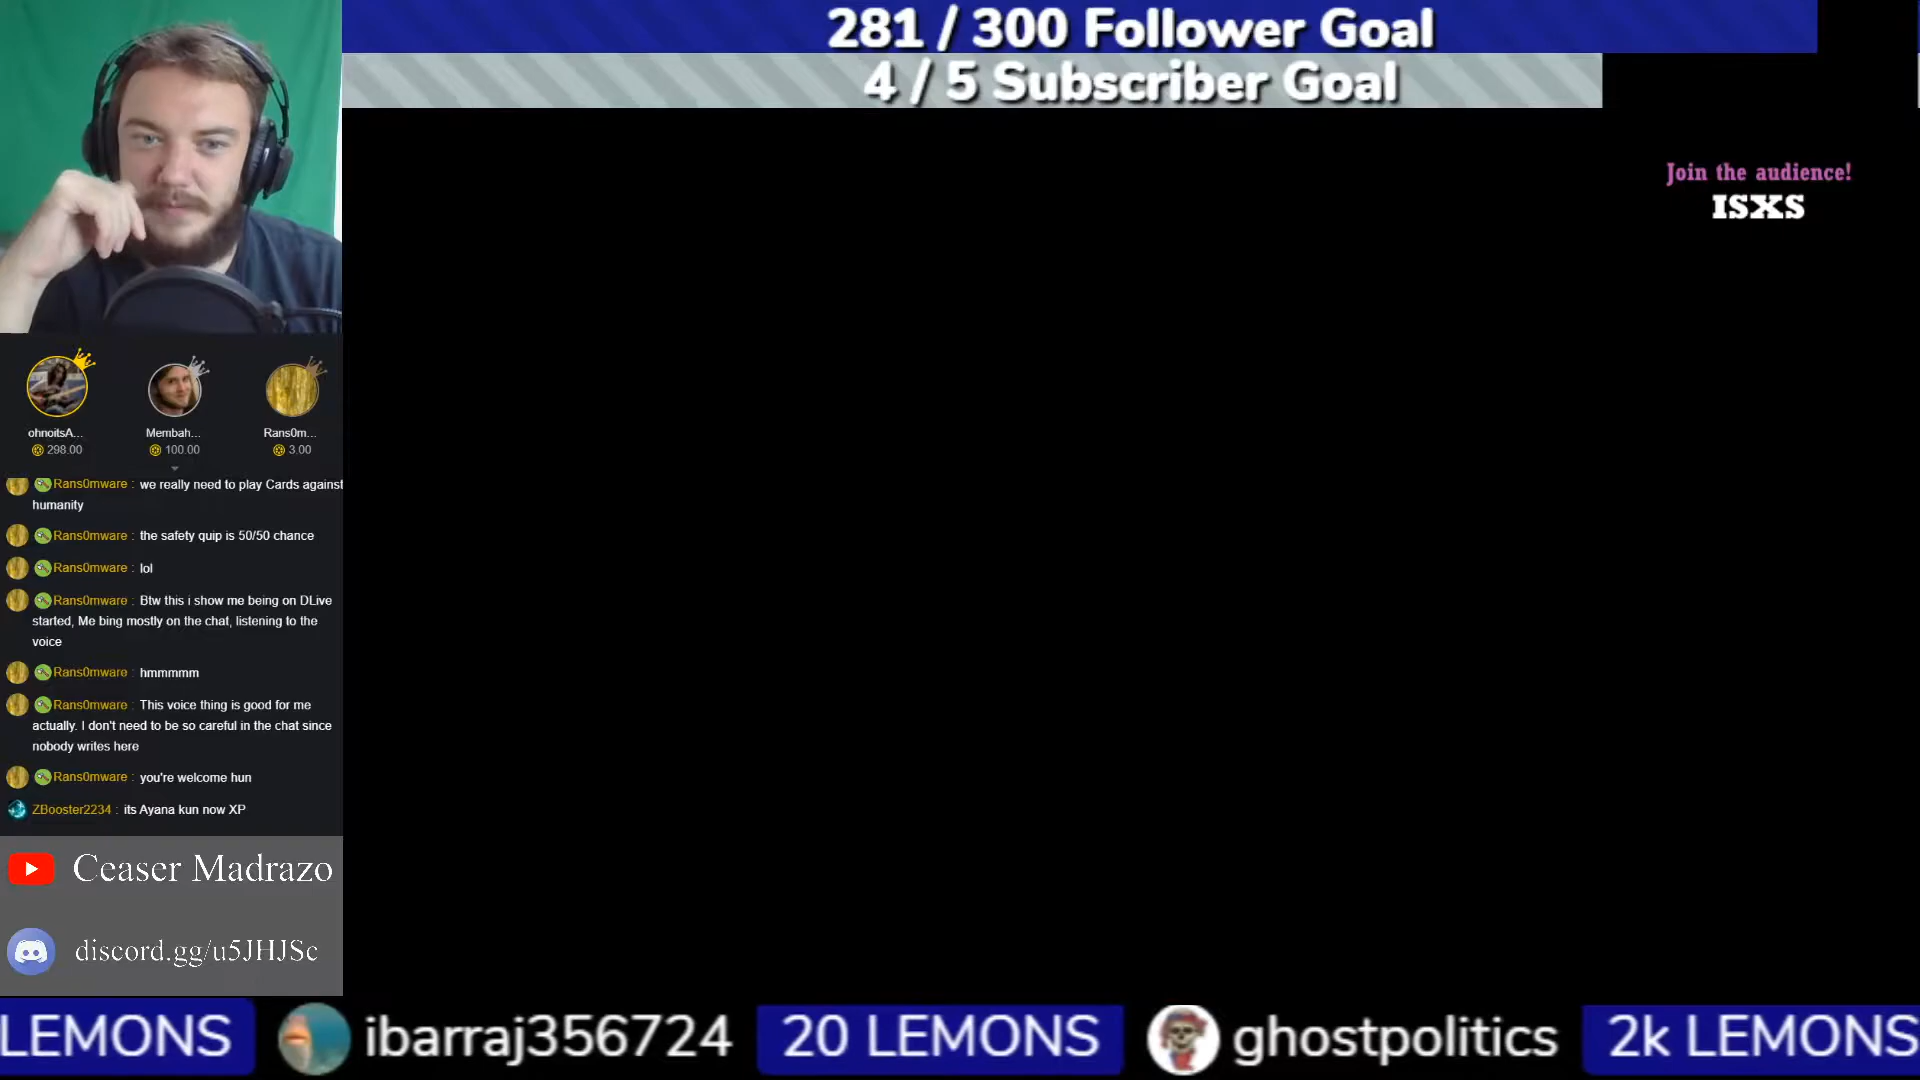 281 / 300 Follower Goal
4 / 5 Subscriber Goal
Join the audience!
ISXS
ohnoitsA...
298.00
Membah...
100.00
Rans0m...
3.00
Rans0mware : we really need to play Cards against
humanity
Rans0mware : the safety quip is 50/50 chance
Rans0mware : lol
Rans0mware : Btw this i show me being on DLive
started, Me bing mostly on the chat, listening to the
voice
Rans0mware : hmmmmm
Rans0mware : This voice thing is good for me
actually. I don't need to be so careful in the chat since
nobody writes here
Rans0mware : you're welcome hun
ZBooster2234 : its Ayana kun now XP
Ceaser Madrazo
discord.gg/u5JHJSc
LEMONS ibarraj356724 20 LEMONS ghostpolitics 2k LEMONS